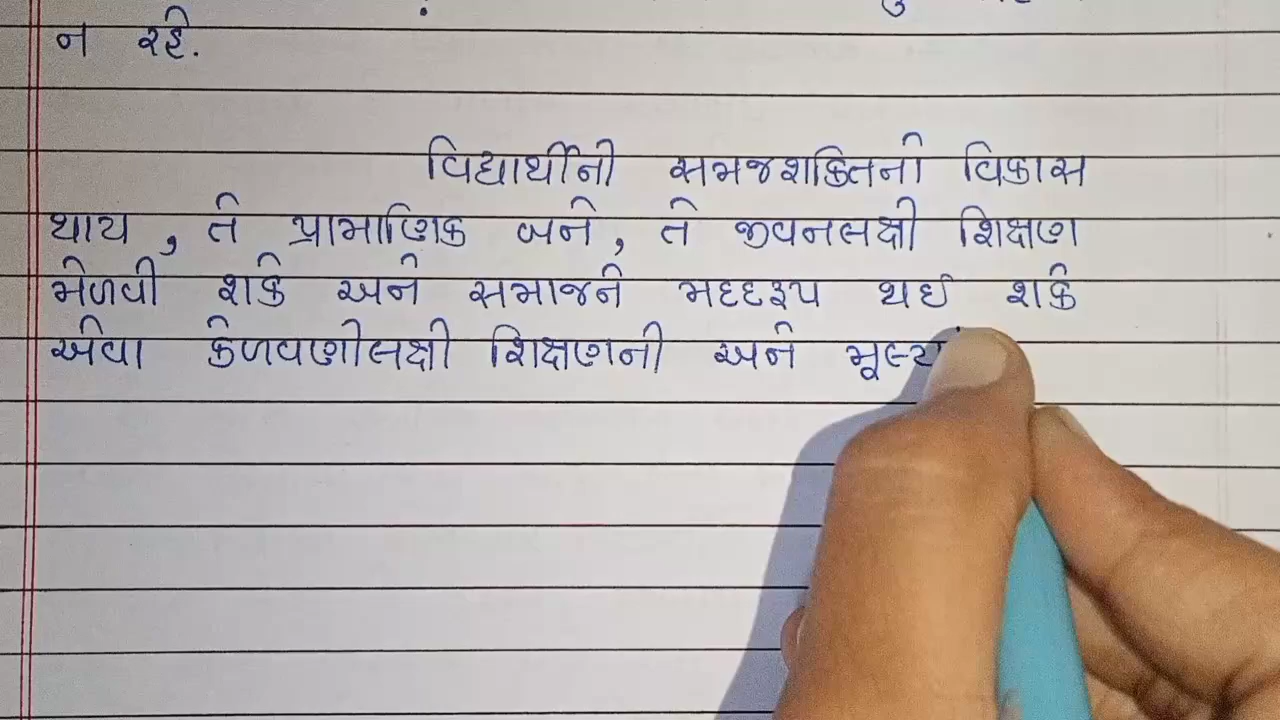 ન રહે.
વિદ્યાર્થીની સમજશક્તિનો વિકાસ
થાય, તે પ્રામાણિક બને, તે જીવનલક્ષી શિક્ષણ
મેળવી શકે અને સમાજને મદદરૂપ થઈ શકે
એવા કેળવણીલક્ષી શિક્ષણની અને